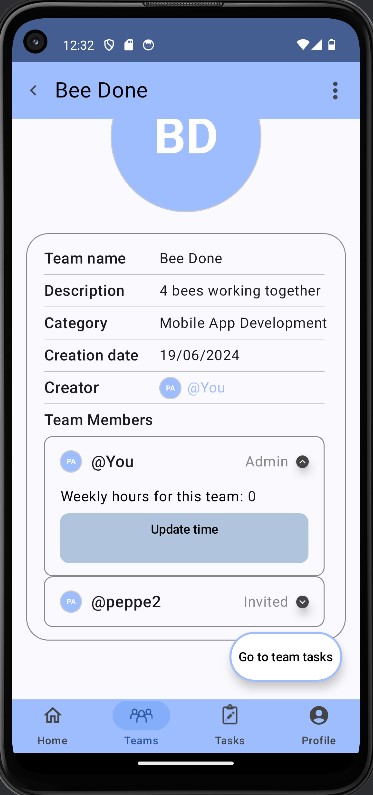 12:32
Bee Done
BD
Team name Bee Done
Description 4 bees working together
Category Mobile App Development
Creation date 19/06/2024
Creator PA @You
Team Members
PA @You Admin
Weekly hours for this team: 0
Update time
PA @peppe2 Invited
Go to team tasks
Home Teams Tasks Profile